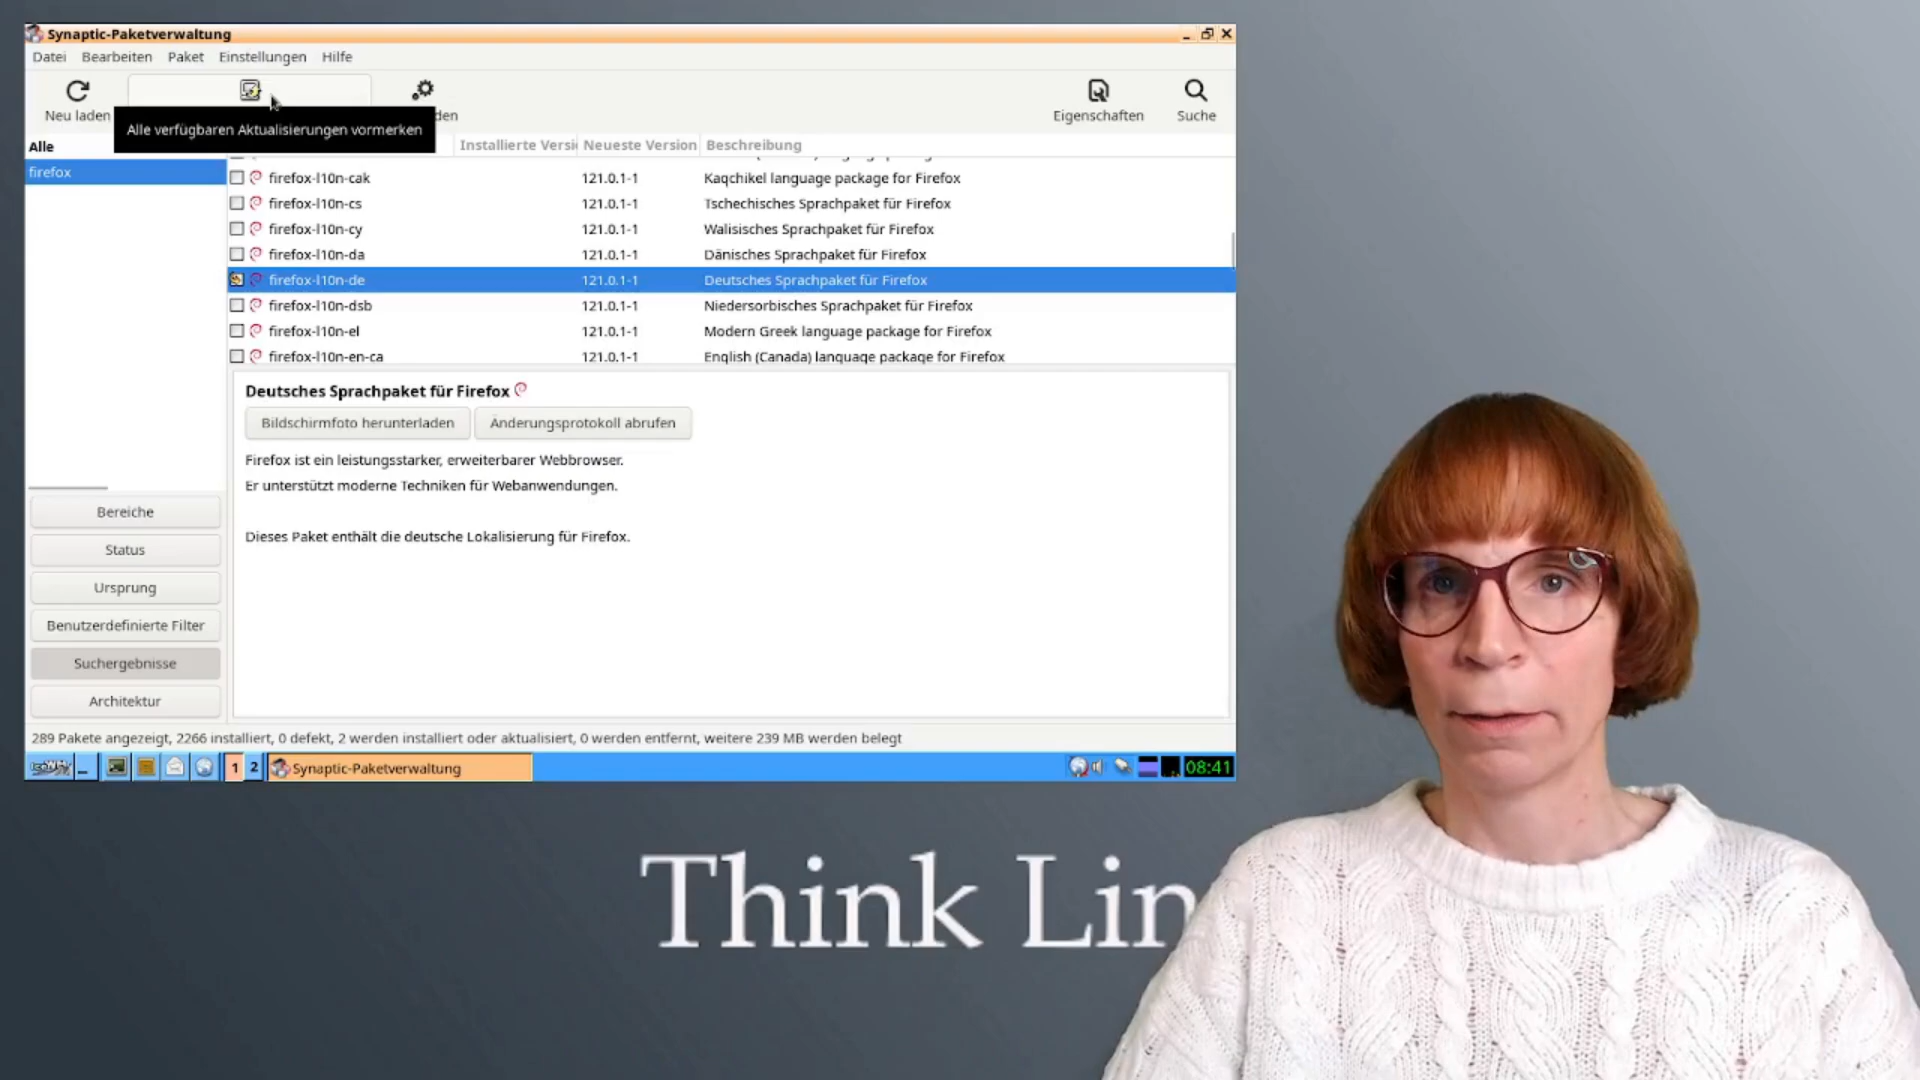 Synaptic-Paketverwaltung
Datei Bearbeiten Paket Einstellungen Hilfe
Neu laden
den
Eigenschaften
Suche
Alle verfügbaren Aktualisierungen vormerken
Alle
firefox
Installierte Versi Neueste Version Beschreibung
firefox-l10n-cak 121.0.1-1 Kaqchikel language package for Firefox
firefox-l10n-cs 121.0.1-1 Tschechisches Sprachpaket für Firefox
firefox-l10n-cy 121.0.1-1 Walisisches Sprachpaket für Firefox
firefox-l10n-da 121.0.1-1 Dänisches Sprachpaket für Firefox
firefox-l10n-de 121.0.1-1 Deutsches Sprachpaket für Firefox
firefox-l10n-dsb 121.0.1-1 Niedersorbisches Sprachpaket für Firefox
firefox-l10n-el 121.0.1-1 Modern Greek language package for Firefox
firefox-l10n-en-ca 121.0.1-1 English (Canada) language package for Firefox
Deutsches Sprachpaket für Firefox
Bildschirmfoto herunterladen Änderungsprotokoll abrufen
Firefox ist ein leistungsstarker, erweiterbarer Webbrowser.
Er unterstützt moderne Techniken für Webanwendungen.
Dieses Paket enthält die deutsche Lokalisierung für Firefox.
Bereiche
Status
Ursprung
Benutzerdefinierte Filter
Suchergebnisse
Architektur
289 Pakete angezeigt, 2266 installiert, 0 defekt, 2 werden installiert oder aktualisiert, 0 werden entfernt, weitere 239 MB werden belegt
1 2 Synaptic-Paketverwaltung 08:41
Think Lin